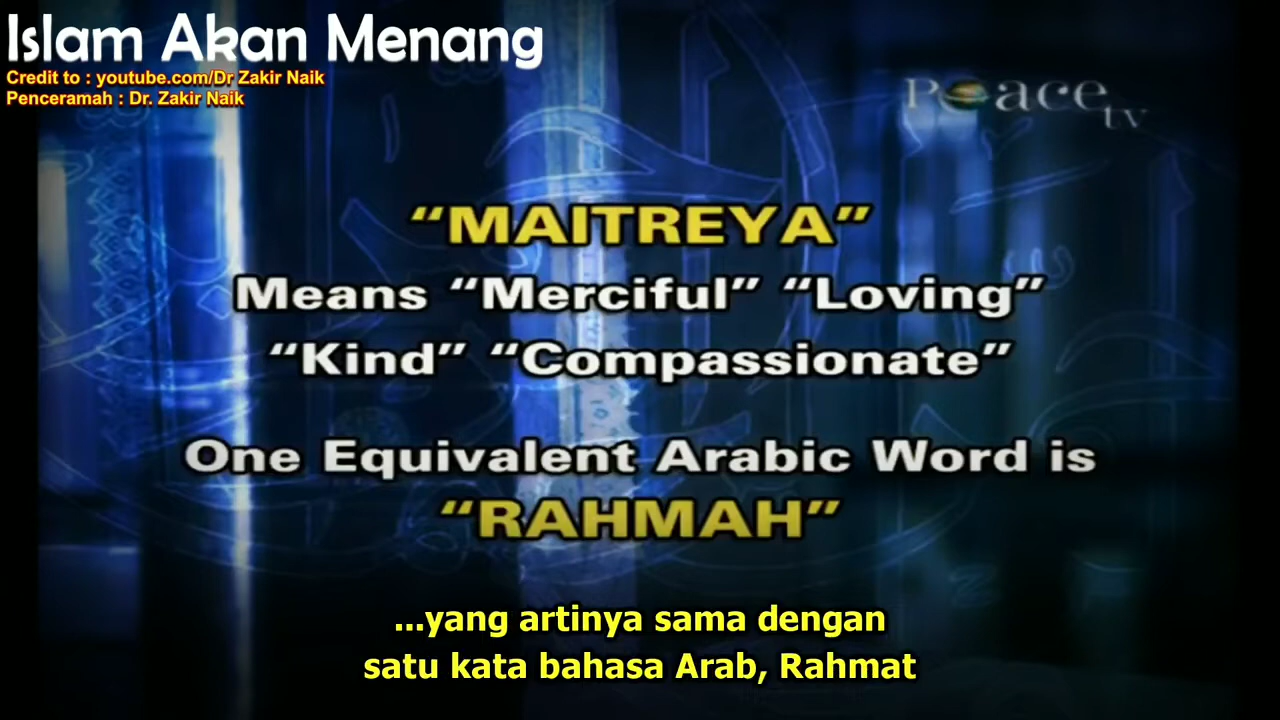 Islam Akan Menang
Credit to : youtube.com/Dr Zakir Naik
Penceramah : Dr. Zakir Naik
Peace tv
“MAITREYA”
Means “Merciful” “Loving”
“Kind” “Compassionate”
One Equivalent Arabic Word is
“RAHMAH”
...yang artinya sama dengan
satu kata bahasa Arab, Rahmat